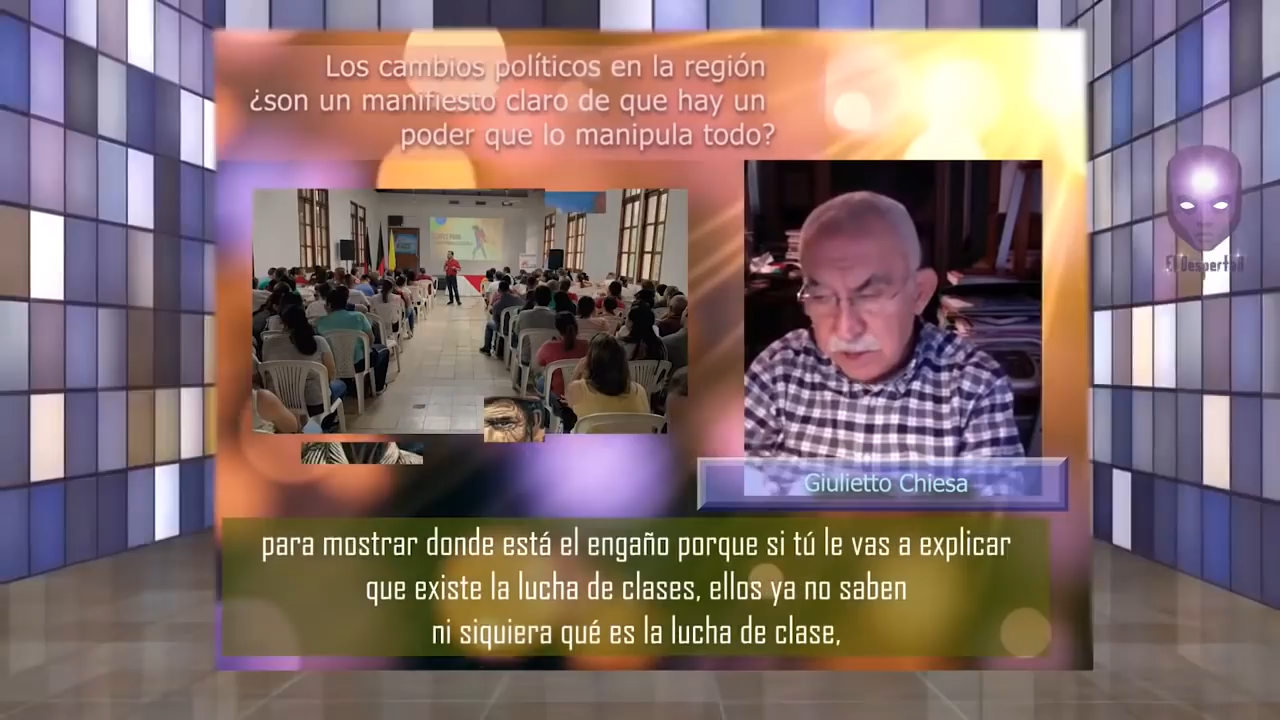 Los cambios políticos en la región
¿son un manifiesto claro de que hay un
poder que lo manipula todo?
El Despertar
Giulietto Chiesa
para mostrar donde está el engaño porque si tú le vas a explicar
que existe la lucha de clases, ellos ya no saben
ni siquiera qué es la lucha de clase,